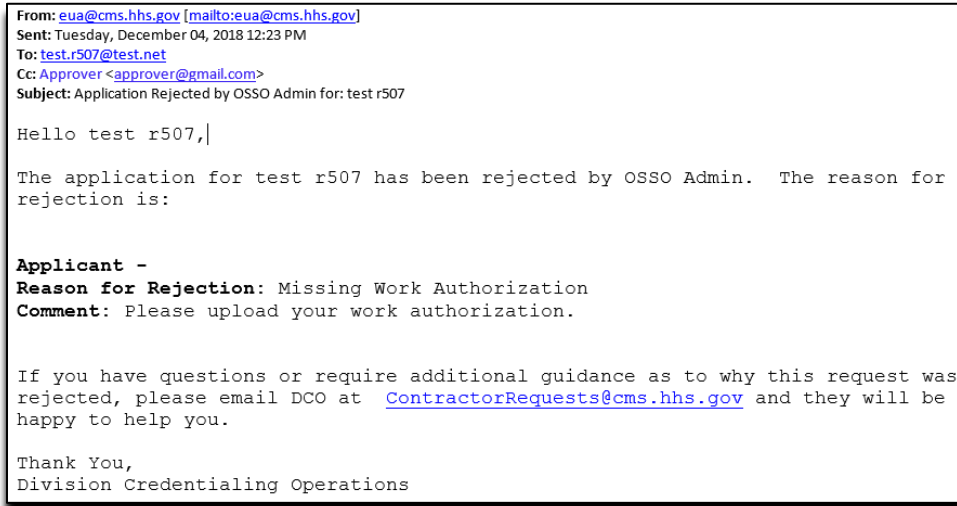 From: eua@cms.hhs.gov [mailto:eua@cms.hhs.gov]
Sent: Tuesday, December 04, 2018 12:23 PM
To: test.r507@test.net
Cc: Approver <approver@gmail.com>
Subject: Application Rejected by OSSO Admin for: test r507
Hello test r507,
The application for test r507 has been rejected by OSSO Admin.  The reason for
rejection is:
Applicant –
Reason for Rejection: Missing Work Authorization
Comment: Please upload your work authorization.
If you have questions or require additional guidance as to why this request was
rejected, please email DCO at  ContractorRequests@cms.hhs.gov and they will be
happy to help you.
Thank You,
Division Credentialing Operations